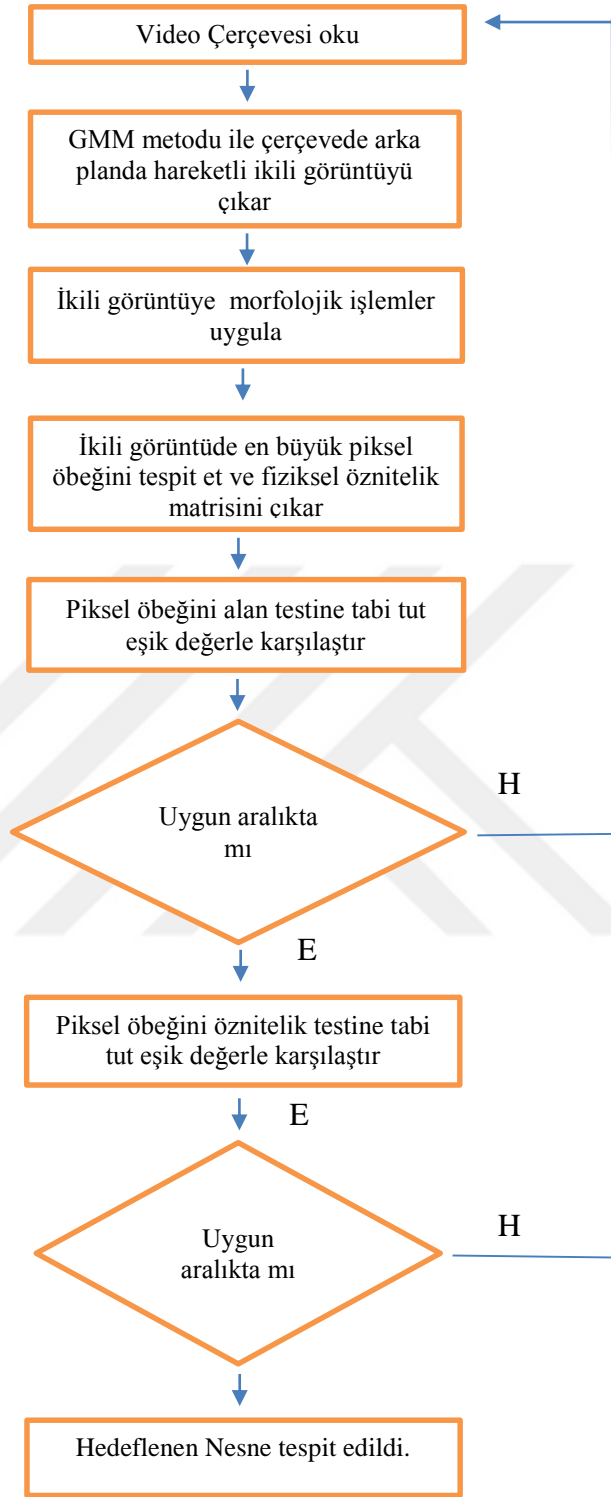 Video Çerçevesi oku
GMM metodu ile çerçevede arka
planda hareketli ikili görüntüyü
çıkar
İkili görüntüye morfolojik işlemler
uygula
İkili görüntüde en büyük piksel
öbeğini tespit et ve fiziksel öznitelik
matrisini çıkar
Piksel öbeğini alan testine tabi tut
eşik değerle karşılaştır
Uygun aralıkta
mı
H
E
Piksel öbeğini öznitelik testine tabi
tut eşik değerle karşılaştır
E
Uygun
aralıkta mı
H
Hedeflenen Nesne tespit edildi.